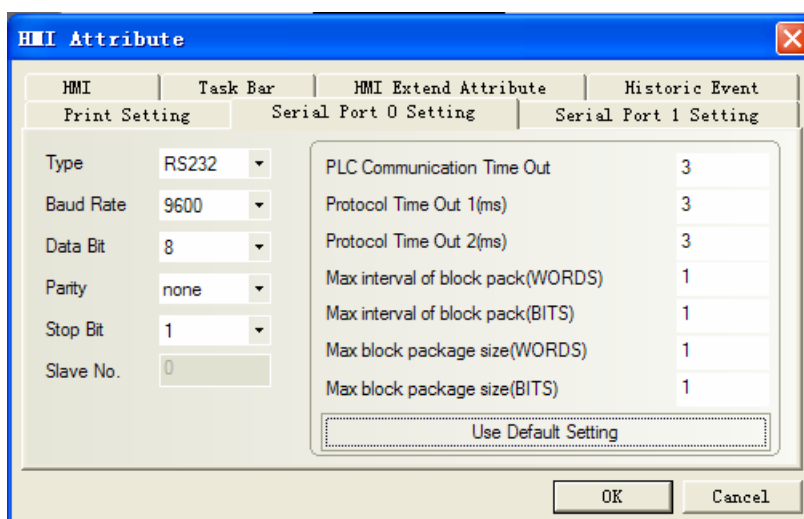 HMI Attribute
HMI Task Bar HMI Extend Attribute Historic Event
Print Setting Serial Port 0 Setting Serial Port 1 Setting
Type RS232
Baud Rate 9600
Data Bit 8
Parity none
Stop Bit 1
Slave No. 0
PLC Communication Time Out 3
Protocol Time Out 1(ms) 3
Protocol Time Out 2(ms) 3
Max interval of block pack(WORDS) 1
Max interval of block pack(BITS) 1
Max block package size(WORDS) 1
Max block package size(BITS) 1
Use Default Setting
OK Cancel